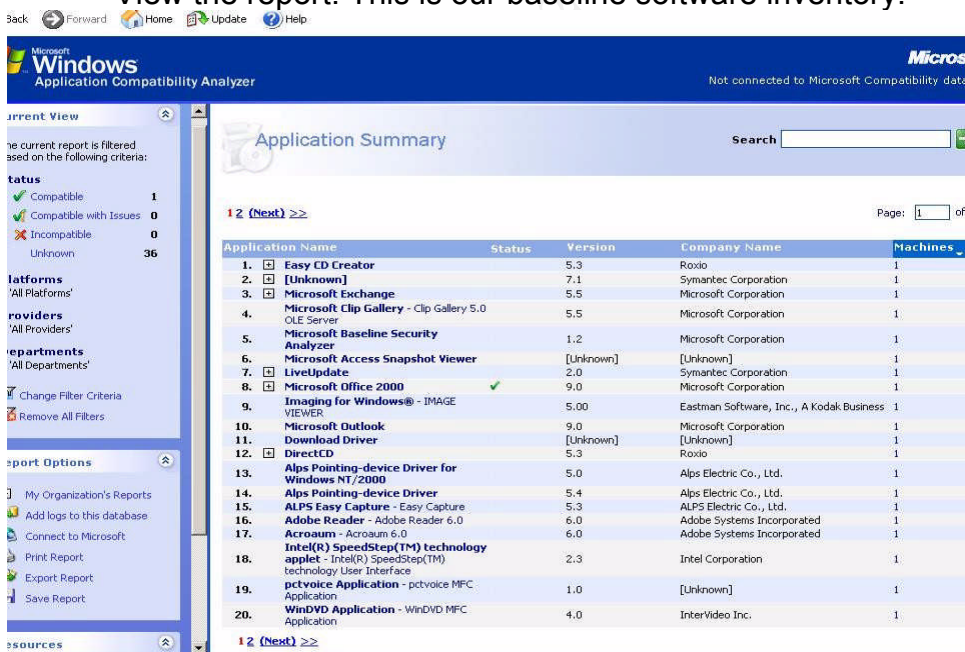 View the report. This is our baseline software inventory.
Back Forward Home Update Help
Microsoft
Windows
Application Compatibility Analyzer
Micros
Not connected to Microsoft Compatibility data
urrent View
he current report is filtered
ased on the following criteria:
tatus
Compatible 1
Compatible with Issues 0
Incompatible 0
Unknown 36
latforms
'All Platforms'
roviders
'All Providers'
epartments
'All Departments'
Change Filter Criteria
Remove All Filters
eport Options
My Organization's Reports
Add logs to this database
Connect to Microsoft
Print Report
Export Report
Save Report
esources
Application Summary
Search
1 2 (Next) >>
Page: 1 of
Application Name Status Version Company Name Machines
1. Easy CD Creator 5.3 Roxio 1
2. [Unknown] 7.1 Symantec Corporation 1
3. Microsoft Exchange 5.5 Microsoft Corporation 1
4. Microsoft Clip Gallery - Clip Gallery 5.0 OLE Server 5.5 Microsoft Corporation 1
5. Microsoft Baseline Security Analyzer 1.2 Microsoft Corporation 1
6. Microsoft Access Snapshot Viewer [Unknown] [Unknown] 1
7. LiveUpdate 2.0 Symantec Corporation 1
8. Microsoft Office 2000 9.0 Microsoft Corporation 1
9. Imaging for Windows® - IMAGE VIEWER 5.00 Eastman Software, Inc., A Kodak Business 1
10. Microsoft Outlook 9.0 Microsoft Corporation 1
11. Download Driver [Unknown] [Unknown] 1
12. DirectCD 5.3 Roxio 1
13. Alps Pointing-device Driver for Windows NT/2000 5.0 Alps Electric Co., Ltd. 1
14. Alps Pointing-device Driver 5.4 Alps Electric Co., Ltd. 1
15. ALPS Easy Capture - Easy Capture 5.3 ALPS Electric Co., Ltd. 1
16. Adobe Reader - Adobe Reader 6.0 6.0 Adobe Systems Incorporated 1
17. Acroaum - Acroaum 6.0 6.0 Adobe Systems Incorporated 1
18. Intel(R) SpeedStep(TM) technology applet - Intel(R) SpeedStep(TM) technology User Interface 2.3 Intel Corporation 1
19. pctvoice Application - pctvoice MFC Application 1.0 [Unknown] 1
20. WinDVD Application - WinDVD MFC Application 4.0 InterVideo Inc. 1
1 2 (Next) >>